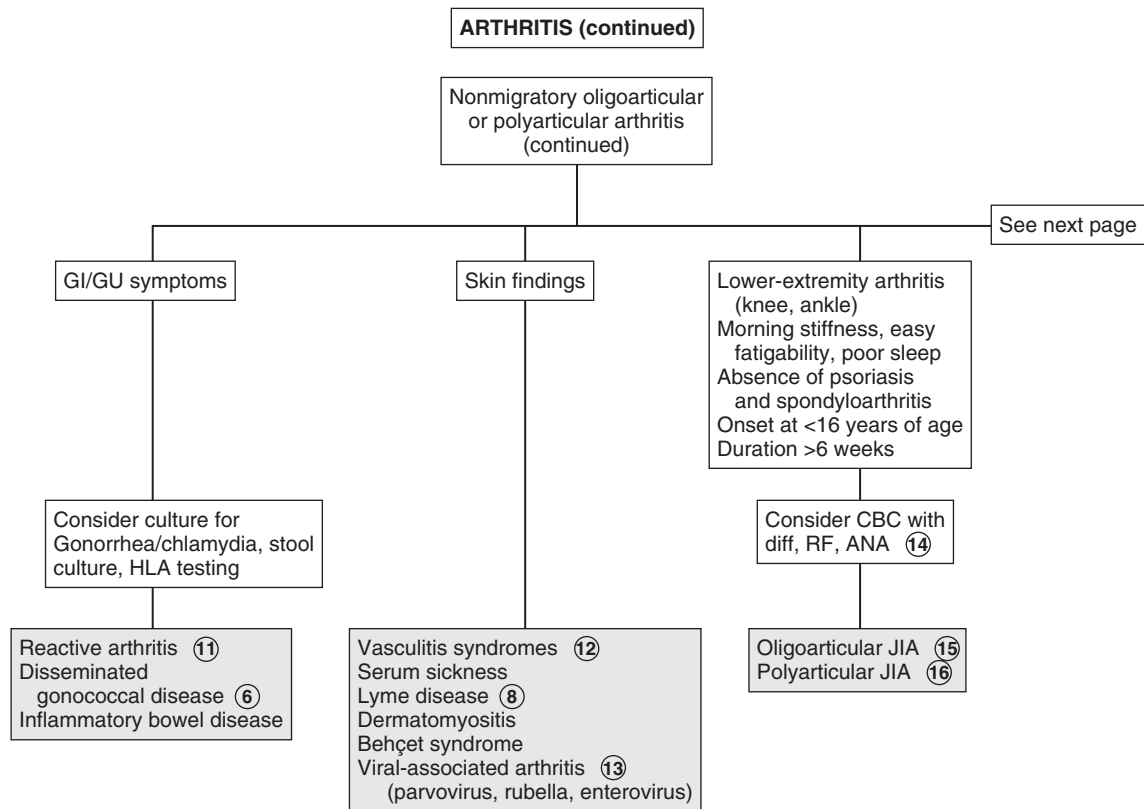 ARTHRITIS (continued)
Nonmigratory oligoarticular
or polyarticular arthritis
(continued)
See next page
GI/GU symptoms
Skin findings
Lower-extremity arthritis
(knee, ankle)
Morning stiffness, easy
fatigability, poor sleep
Absence of psoriasis
and spondyloarthritis
Onset at <16 years of age
Duration >6 weeks
Consider culture for
Gonorrhea/chlamydia, stool
culture, HLA testing
Consider CBC with
diff, RF, ANA 14
Reactive arthritis 11
Disseminated
gonococcal disease 6
Inflammatory bowel disease
Vasculitis syndromes 12
Serum sickness
Lyme disease 8
Dermatomyositis
Behçet syndrome
Viral-associated arthritis 13
(parvovirus, rubella, enterovirus)
Oligoarticular JIA 15
Polyarticular JIA 16